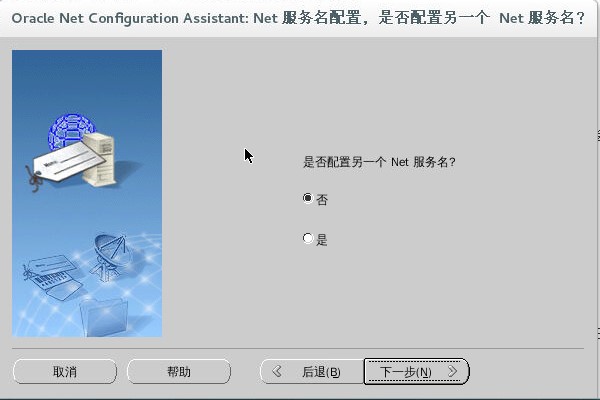 Oracle Net Configuration Assistant: Net 服务名配置，是否配置另一个 Net 服务名?
是否配置另一个 Net 服务名?
否
是
取消
帮助
后退(B)
下一步(N)